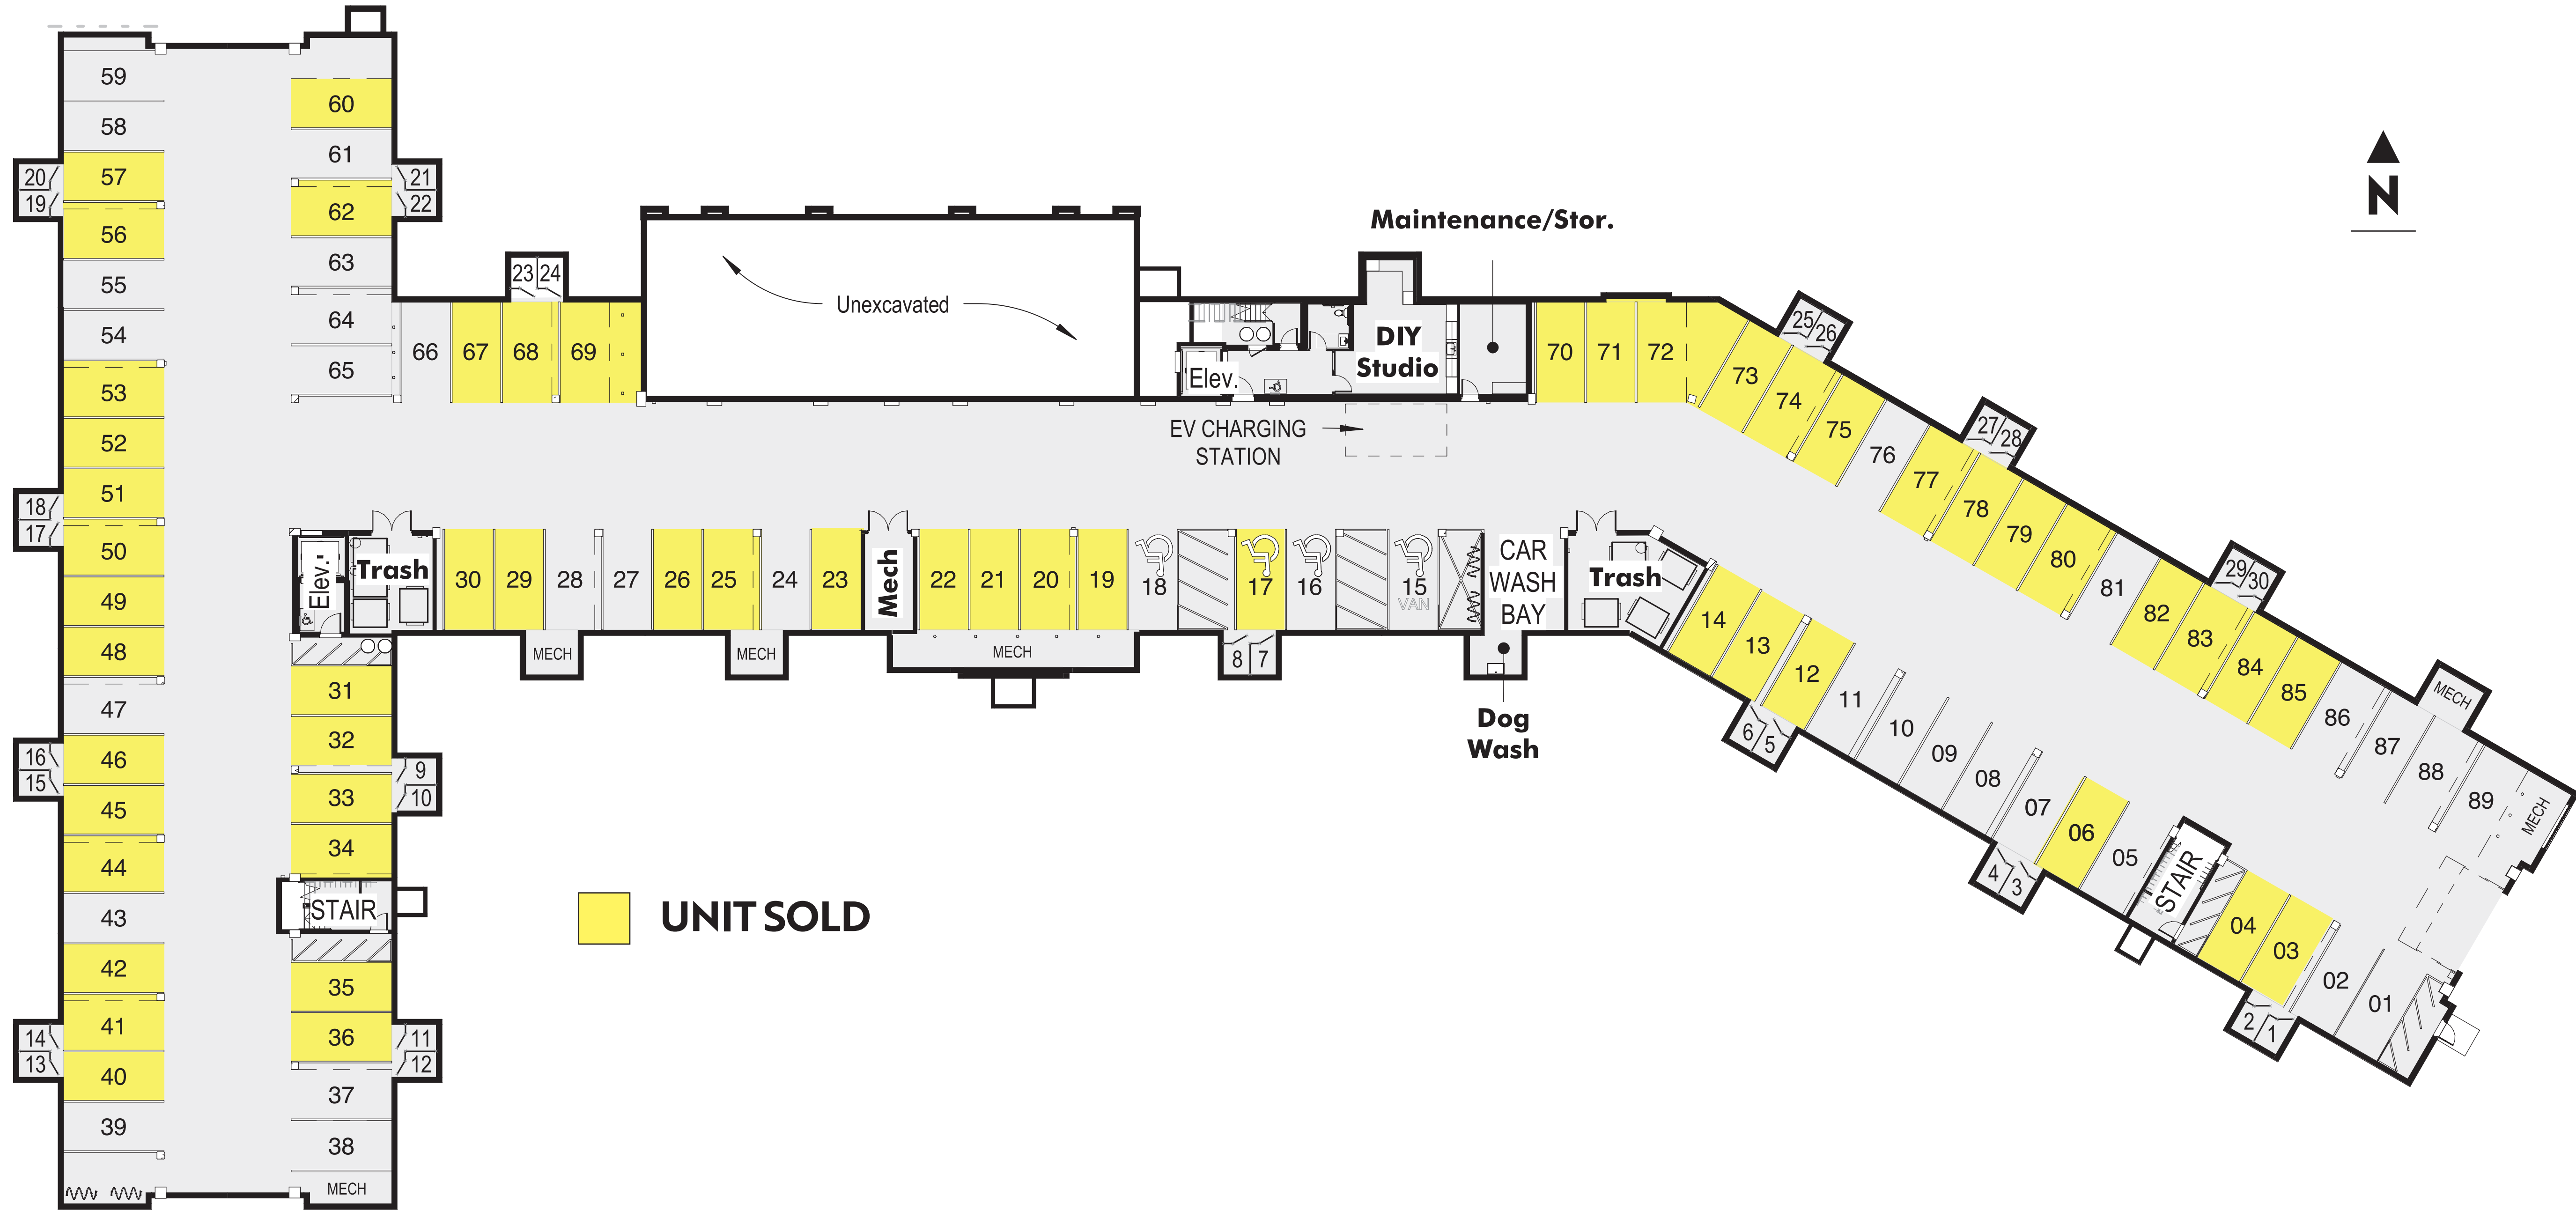 59
58
57
56
55
54
53
52
51
50
49
48
47
46
45
44
43
42
41
40
39
20
19
18
17
16
15
14
13
60
61
62
63
64
65
21
22
23 24
66 67 68 69
Unexcavated
Elev.
DIY
Studio
Maintenance/Stor.
EV CHARGING
STATION
N
70 71 72 73 74 75 76 77 78 79 80 81 82 83 84 85 86 87 88 89
25 26
27 28
29 30
MECH
MECH
Elev.
Trash
30 29 28 27 26 25 24 23
Mech
22 21 20 19 18 17 16 15
VAN
CAR
WASH
BAY
Trash
MECH
MECH
MECH
8 7
Dog
Wash
14 13 12 11 10 09 08 07 06 05
STAIR
04 03 02 01
6 5
4 3
2 1
31
32
33
34
STAIR
35
36
37
38
MECH
9
10
11
12
UNIT SOLD